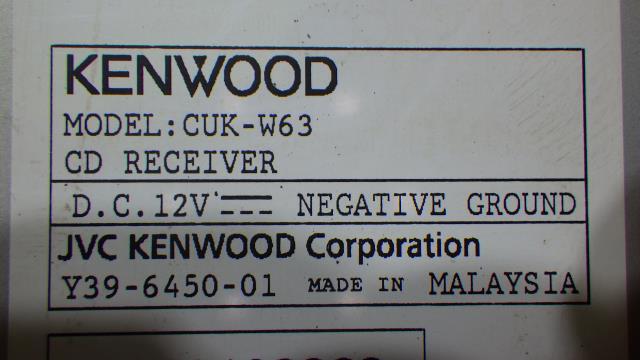 KENWOOD
MODEL:CUK-W63
CD RECEIVER
D.C.12V NEGATIVE GROUND
JVC KENWOOD Corporation
Y39-6450-01 MADE IN MALAYSIA